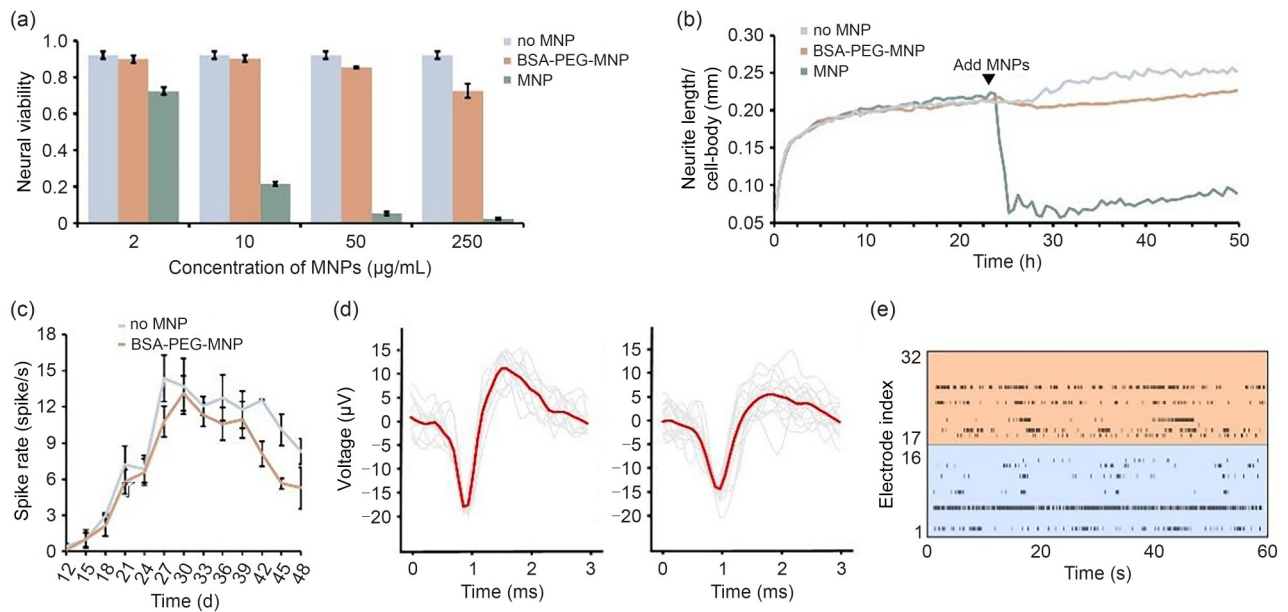 (a)
1.0
0.8
0.6
0.4
0.2
0
Neural viability
no MNP
BSA-PEG-MNP
MNP
2 10 50 250
Concentration of MNPs (μg/mL)
(b)
0.30
0.25
0.20
0.15
0.10
0.05
Neurite length/
cell-body (mm)
no MNP
BSA-PEG-MNP
MNP
Add MNPs
0 10 20 30 40 50
Time (h)
(c)
18
15
12
9
6
3
0
Spike rate (spike/s)
no MNP
BSA-PEG-MNP
12 15 18 21 24 27 30 33 36 39 42 45 48
Time (d)
(d)
15
10
5
0
−5
−10
−15
−20
Voltage (μV)
0 1 2 3
Time (ms)
15
10
5
0
−5
−10
−15
−20
0 1 2 3
Time (ms)
(e)
32
17
16
1
Electrode index
0 20 40 60
Time (s)